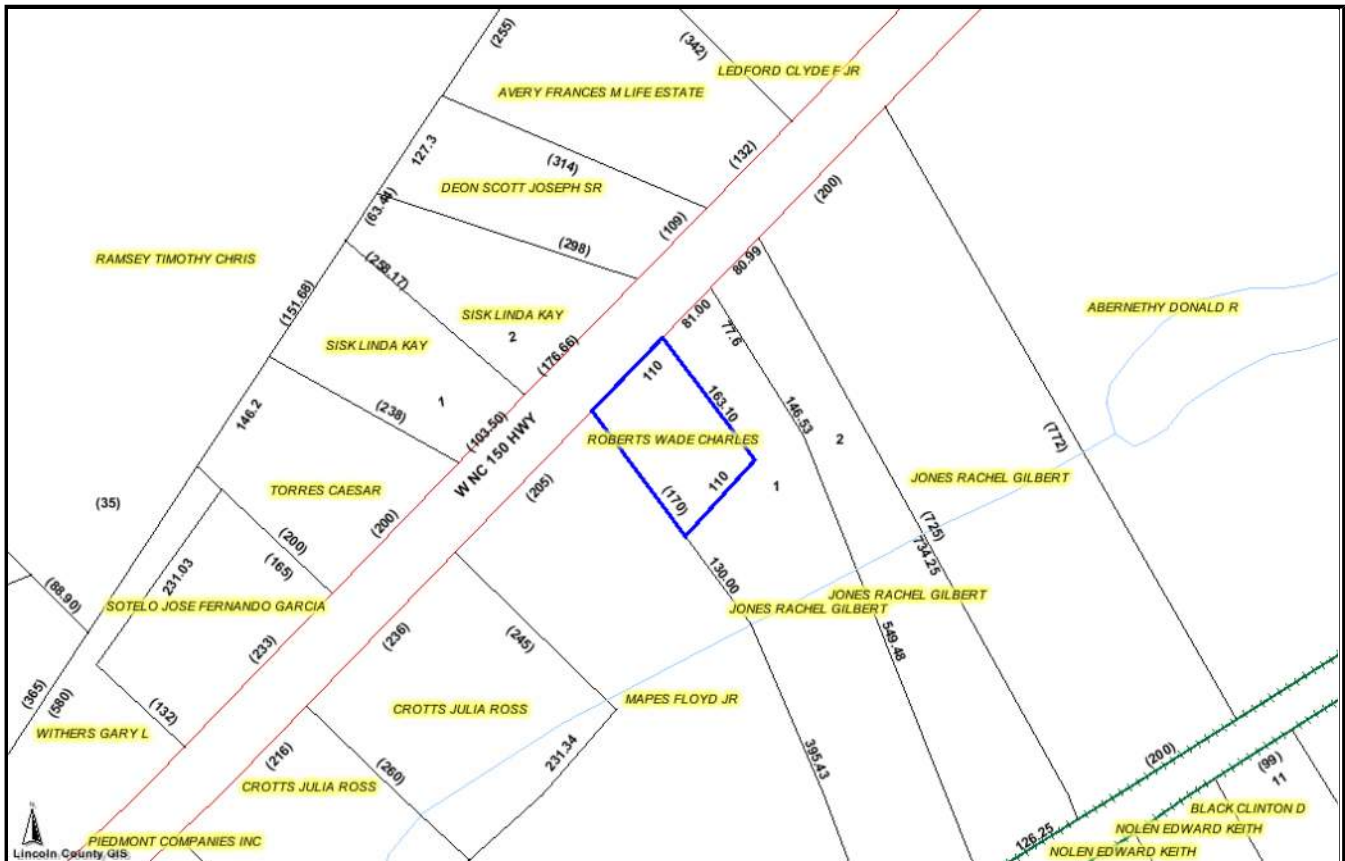 (255)
(342)
LEDFORD CLYDE F JR
AVERY FRANCES M LIFE ESTATE
127.3
(314)
(132)
DEON SCOTT JOSEPH SR
(63.44)
(200)
(109)
(298)
80.99
RAMSEY TIMOTHY CHRIS
(258.17)
(151.68)
SISK LINDA KAY
2
81.00
77.6
ABERNETHY DONALD R
SISK LINDA KAY
(176.66)
110
163.10
1
(238)
146.2
(103.50)
146.53
W NC 150 HWY
ROBERTS WADE CHARLES
2
(772)
JONES RACHEL GILBERT
TORRES CAESAR
(205)
(170)
110
1
(35)
(200)
(200)
(725)
(165)
734.25
231.03
(88.90)
130.00
SOTELO JOSE FERNANDO GARCIA
JONES RACHEL GILBERT
JONES RACHEL GILBERT
(233)
(236)
(245)
549.48
(365)
(580)
(132)
CROTTS JULIA ROSS
MAPES FLOYD JR
WITHERS GARY L
(216)
(260)
231.34
395.43
(200)
(99)
11
CROTTS JULIA ROSS
BLACK CLINTON D
NOLEN EDWARD KEITH
126.25
NOLEN EDWARD KEITH
PIEDMONT COMPANIES INC
N
Lincoln County GIS